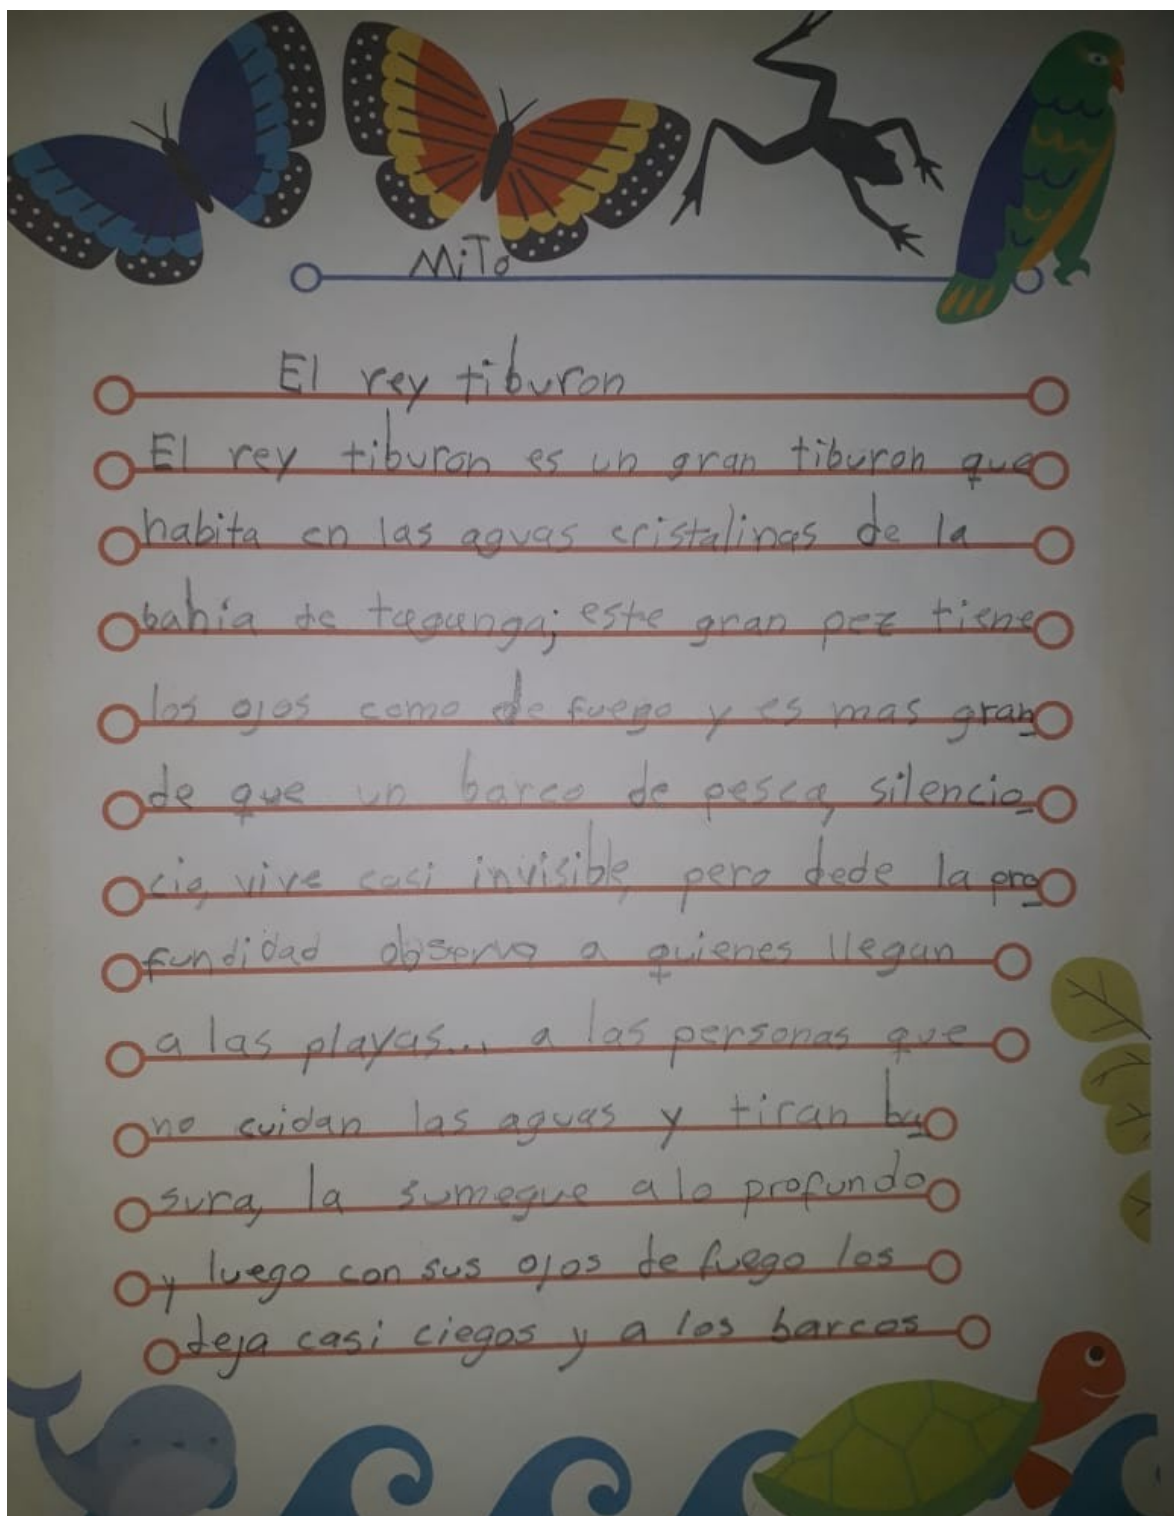 MiTo
El rey tiburon
El rey tiburon es un gran tiburon que
habita en las aguas cristalinas de la
bahía de taganga; este gran pez tiene
los ojos como de fuego y es mas gran
de que un barco de pesca, silencio
cio, vive casi invisible, pero dede la pro
fundidad observa a quienes llegan
a las playas... a las personas que
no cuidan las aguas y tiran ba
sura, la sumegue a lo profundo
y luego con sus ojos de fuego los
deja casi ciegos y a los barcos